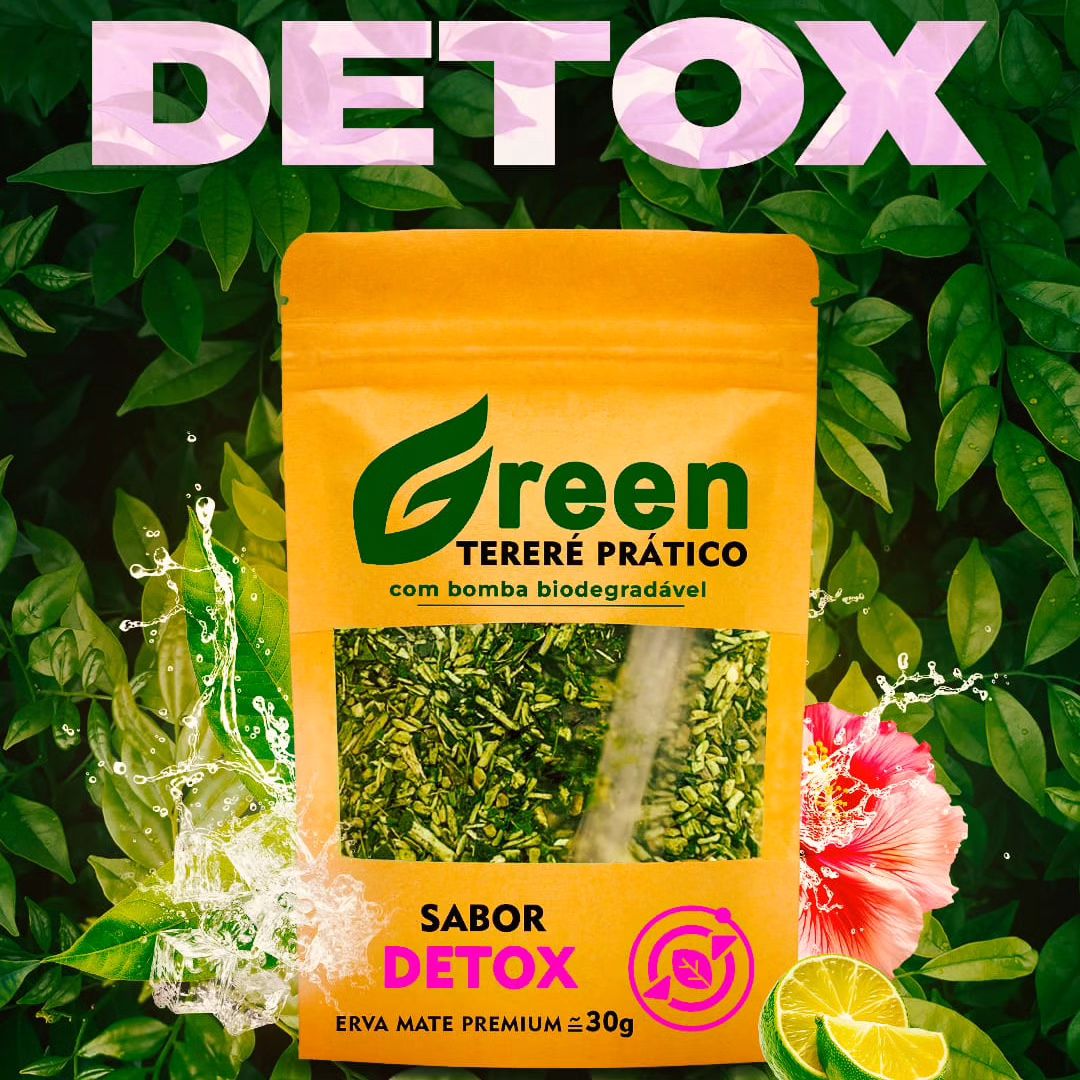 DETOX
Green
TERERÉ PRÁTICO
com bomba biodegradável
SABOR
DETOX
ERVA MATE PREMIUM ≅30g